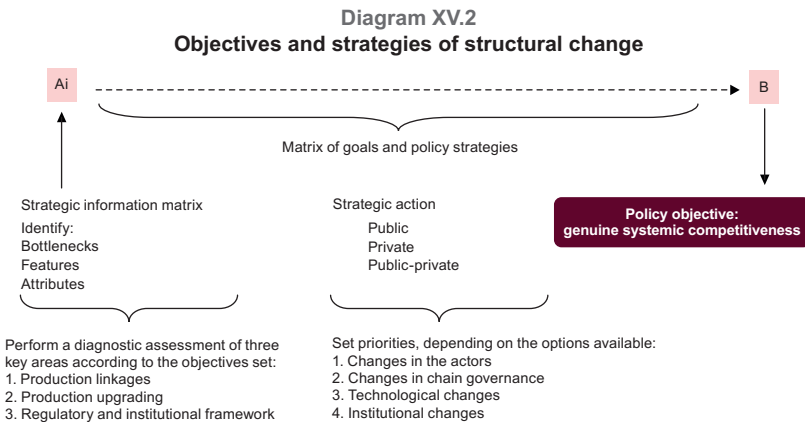 Diagram XV.2
Objectives and strategies of structural change
Ai
B
Matrix of goals and policy strategies
Strategic information matrix
Identify:
Bottlenecks
Features
Attributes
Strategic action
Public
Private
Public-private
Policy objective:
genuine systemic competitiveness
Perform a diagnostic assessment of three
key areas according to the objectives set:
1. Production linkages
2. Production upgrading
3. Regulatory and institutional framework
Set priorities, depending on the options available:
1. Changes in the actors
2. Changes in chain governance
3. Technological changes
4. Institutional changes